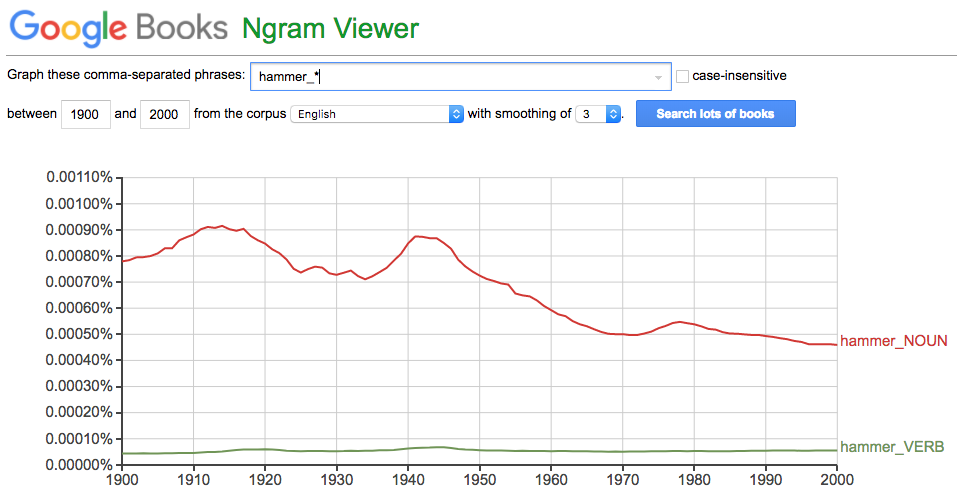 Google Books Ngram Viewer
Graph these comma-separated phrases: hammer_* case-insensitive
between 1900 and 2000 from the corpus English with smoothing of 3 . Search lots of books
0.00110%
0.00100%
0.00090%
0.00080%
0.00070%
0.00060%
0.00050%
hammer_NOUN
0.00040%
0.00030%
0.00020%
0.00010%
hammer_VERB
0.00000%
1900 1910 1920 1930 1940 1950 1960 1970 1980 1990 2000